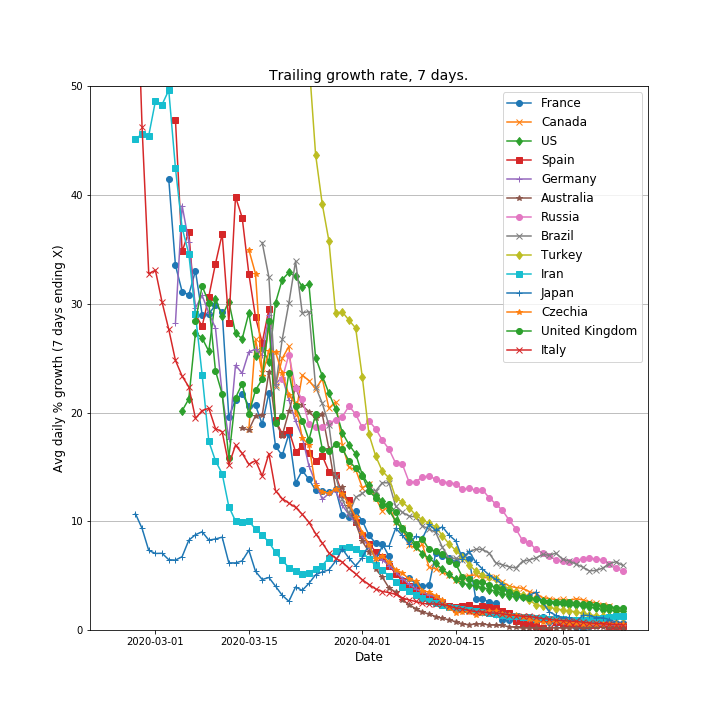 Trailing growth rate, 7 days.
Avg daily % growth (7 days ending X)
50
40
30
20
10
0
2020-03-01
2020-03-15
2020-04-01
2020-04-15
2020-05-01
Date
France
Canada
US
Spain
Germany
Australia
Russia
Brazil
Turkey
Iran
Japan
Czechia
United Kingdom
Italy